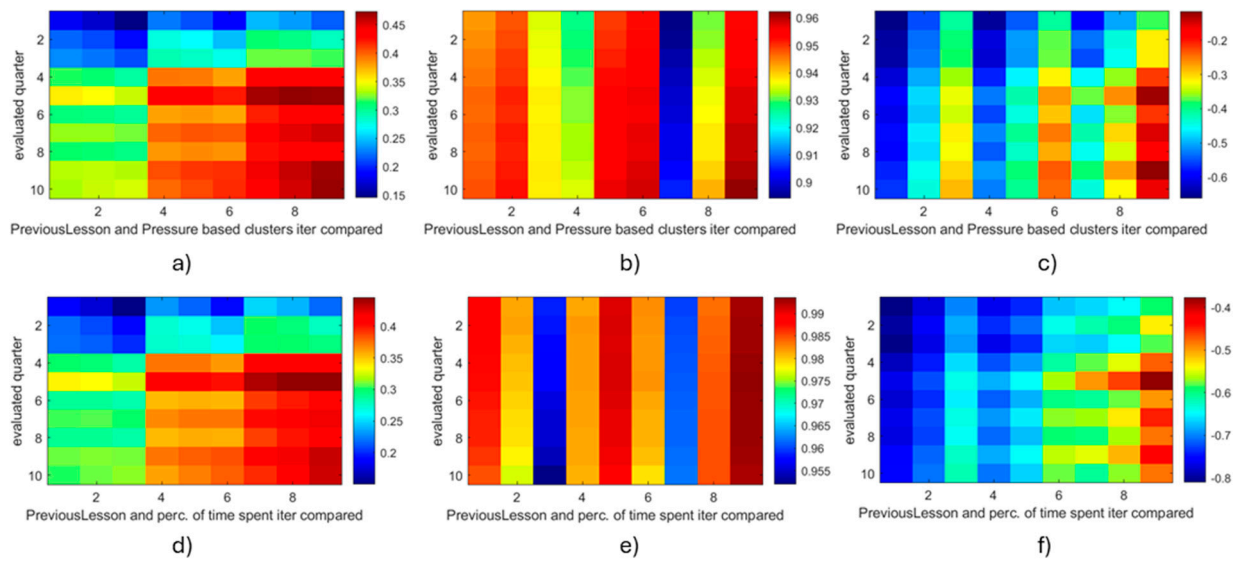 0.45
0.4
0.35
0.3
0.25
0.2
0.15
2
4
6
8
10
evaluated quarter
2 4 6 8
PreviousLesson and Pressure based clusters iter compared
a)
0.96
0.95
0.94
0.93
0.92
0.91
0.9
2
4
6
8
10
evaluated quarter
2 4 6 8
PreviousLesson and Pressure based clusters iter compared
b)
-0.2
-0.3
-0.4
-0.5
-0.6
2
4
6
8
10
evaluated quarter
2 4 6 8
PreviousLesson and Pressure based clusters iter compared
c)
0.4
0.35
0.3
0.25
0.2
2
4
6
8
10
evaluated quarter
2 4 6 8
PreviousLesson and perc. of time spent iter compared
d)
0.99
0.985
0.98
0.975
0.97
0.965
0.96
0.955
2
4
6
8
10
evaluated quarter
2 4 6 8
PreviousLesson and perc. of time spent iter compared
e)
-0.4
-0.5
-0.6
-0.7
-0.8
2
4
6
8
10
evaluated quarter
2 4 6 8
PreviousLesson and perc. of time spent iter compared
f)